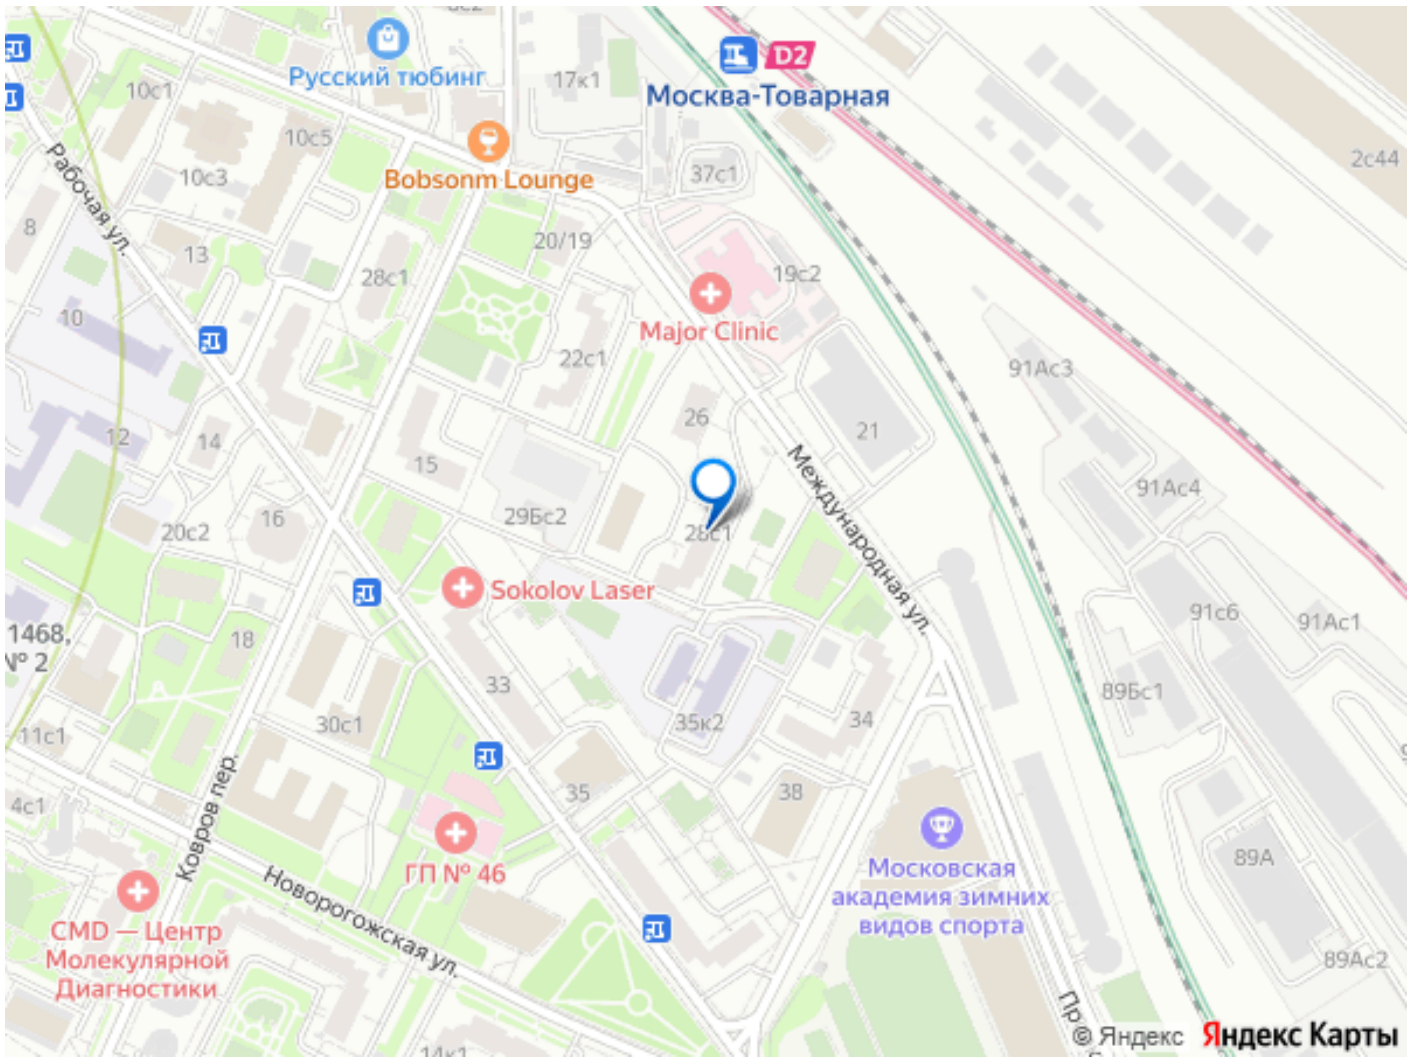 8с2
D2
Русский тюбинг
17к1
Москва-Товарная
10с1
10с5
2с44
Рабочая ул.
10с3
Bobsonm Lounge
37с1
8
13
20/19
28с1
19с2
10
Major Clinic
22с1
91Ас3
26
12
14
21
15
Международная ул.
91Ас4
16
29Бс2
20с2
28с1
Sokolov Laser
91с6
91Ас1
1468,
№ 2
18
33
89Бс1
30с1
35к2
34
11с1
4с1
35
38
Ковров пер.
ГП № 46
Московская
академия зимних
видов спорта
89А
Новорогожская ул.
CMD — Центр
Молекулярной
Диагностики
89Ас2
Пр
14к1
© Яндекс
Яндекс Карты